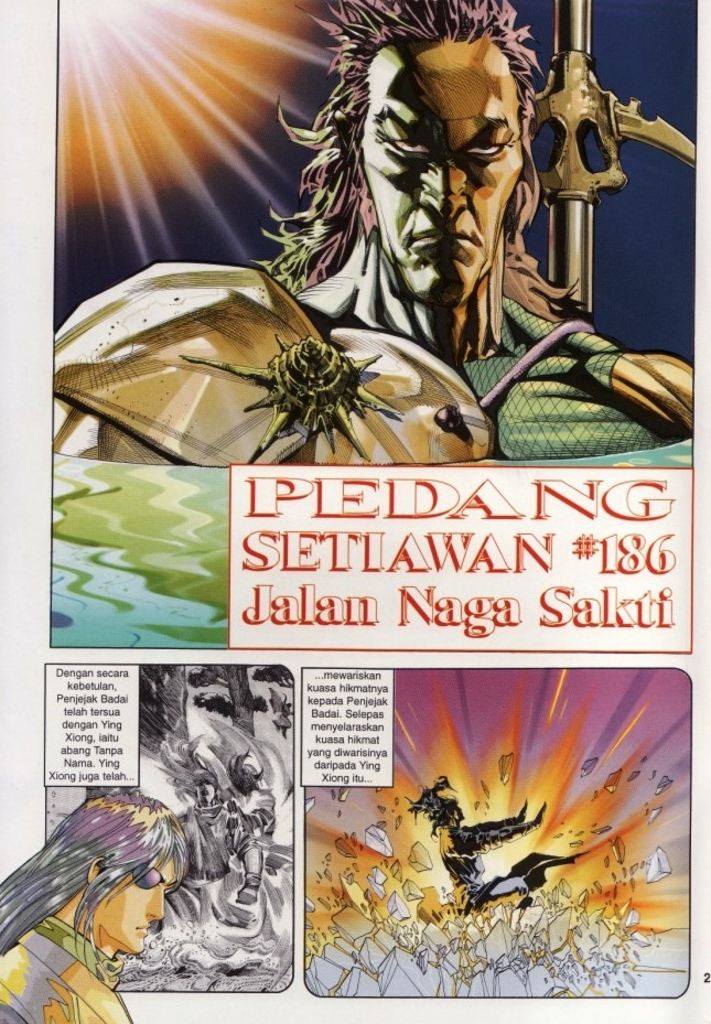 PEDANG
SETIAWAN #186
Jalan Naga Sakti
Dengan secara
kebetulan,
Penjejak Badai
telah tersua
dengan Ying
Xiong, iaitu
abang Tanpa
Nama. Ying
Xiong juga telah...
...mewariskan
kuasa hikmatnya
kepada Penjejak
Badai. Selepas
menyelaraskan
kuasa hikmat
yang diwarisinya
daripada Ying
Xiong itu...
2